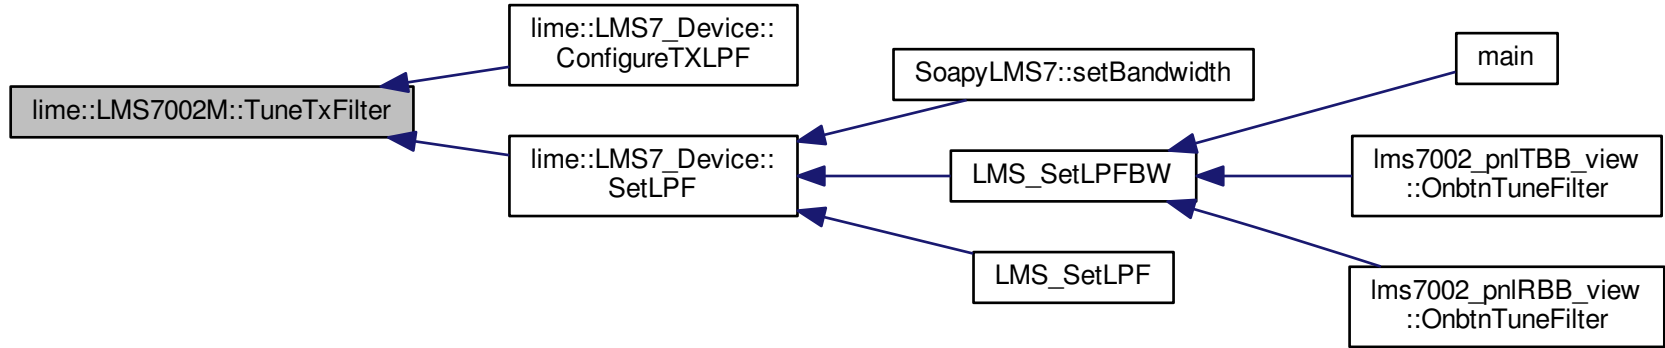 lime::LMS7002M::TuneTxFilter
lime::LMS7_Device::
ConfigureTXLPF
lime::LMS7_Device::
SetLPF
SoapyLMS7::setBandwidth
LMS_SetLPFBW
LMS_SetLPF
main
lms7002_pnlTBB_view
::OnbtnTuneFilter
lms7002_pnlRBB_view
::OnbtnTuneFilter